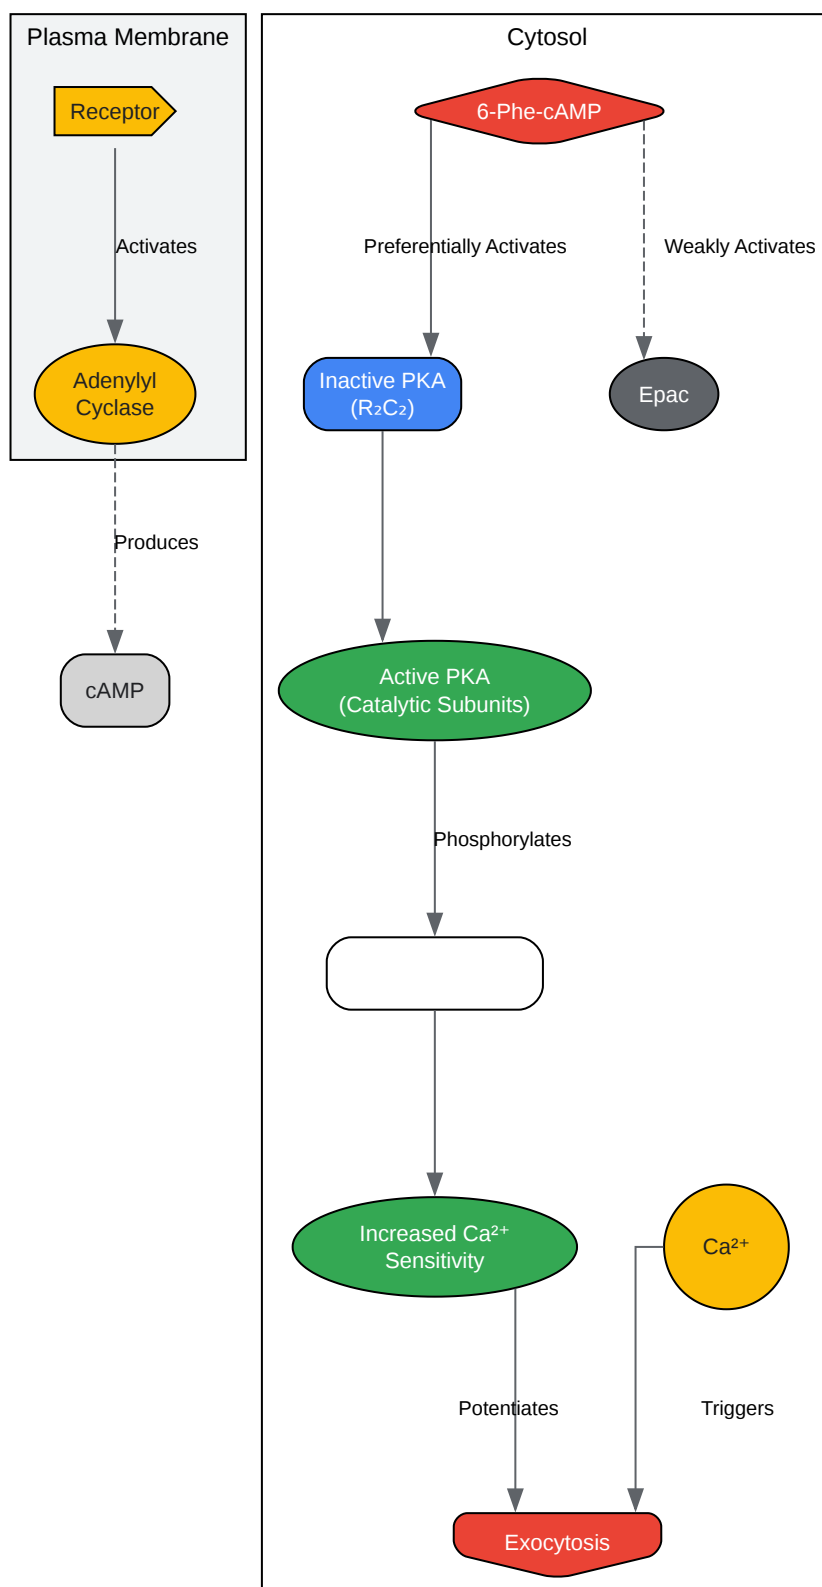 Plasma Membrane
Cytosol
Receptor
6-Phe-cAMP
Activates
Preferentially Activates
Weakly Activates
Adenylyl
Cyclase
Inactive PKA
(R₂C₂)
Epac
Produces
cAMP
Active PKA
(Catalytic Subunits)
Phosphorylates
Increased Ca²⁺
Sensitivity
Ca²⁺
Potentiates
Triggers
Exocytosis